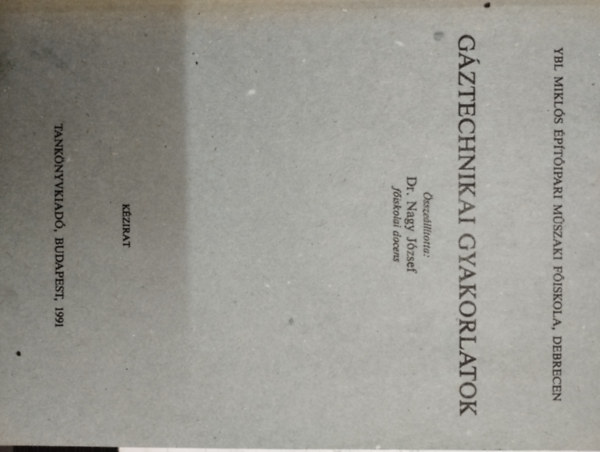 YBL MIKLÓS ÉPÍTŐIPARI MŰSZAKI FŐISKOLA, DEBRECEN
GÁZTECHNIKAI GYAKORLATOK
Összeállította:
Dr. Nagy József
főiskolai docens
KÉZIRAT
TANKÖNYVKIADÓ, BUDAPEST, 1991